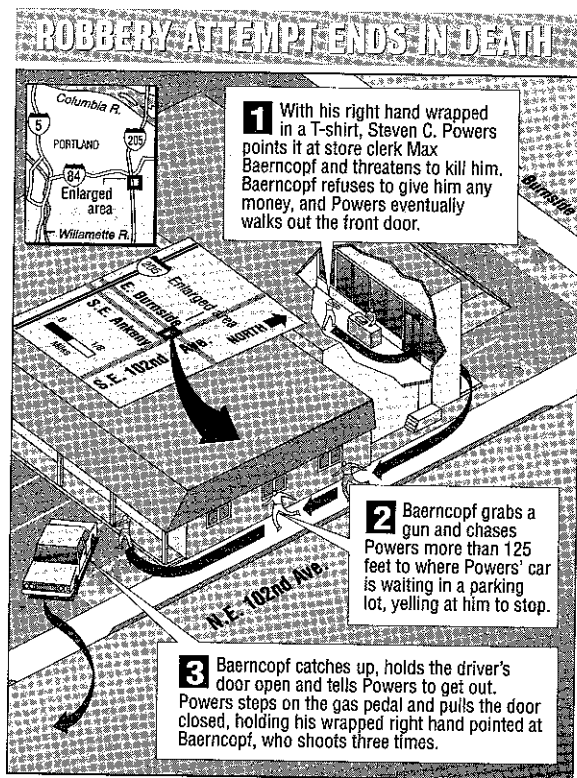 ROBBERY ATTEMPT ENDS IN DEATH
Columbia R.
5
PORTLAND
205
84
Enlarged
area
Willamette R.
1 With his right hand wrapped
in a T-shirt, Steven C. Powers
points it at store clerk Max
Baerncopf and threatens to kill him.
Baerncopf refuses to give him any
money, and Powers eventually
walks out the front door.
Burnside
205
E. Burnside
Enlarged area
S.E. Ankeny
0 1/8
Miles
S.E. 102nd. Ave.
NORTH
2 Baerncopf grabs a
gun and chases
Powers more than 125
feet to where Powers' car
is waiting in a parking
lot, yelling at him to stop.
N.E. 102nd Ave.
3 Baerncopf catches up, holds the driver's
door open and tells Powers to get out.
Powers steps on the gas pedal and pulls the door
closed, holding his wrapped right hand pointed at
Baerncopf, who shoots three times.